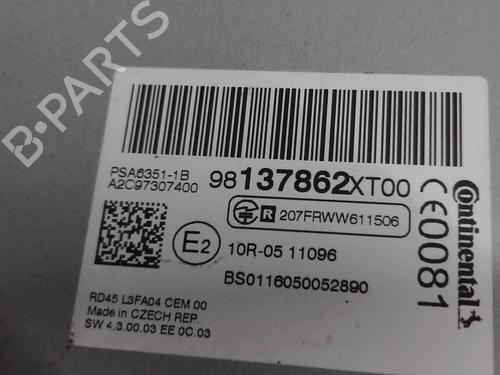 B-PARTS
PSA6351-1B
A2C97307400
98137862XT00
R 207FRWW611506
E2
10R-05 11096
BS0116050052890
RD45 L3FA04 CEM 00
Made in CZECH REP.
SW 4.3.00.03 EE 0C.03
CE0081
Continental